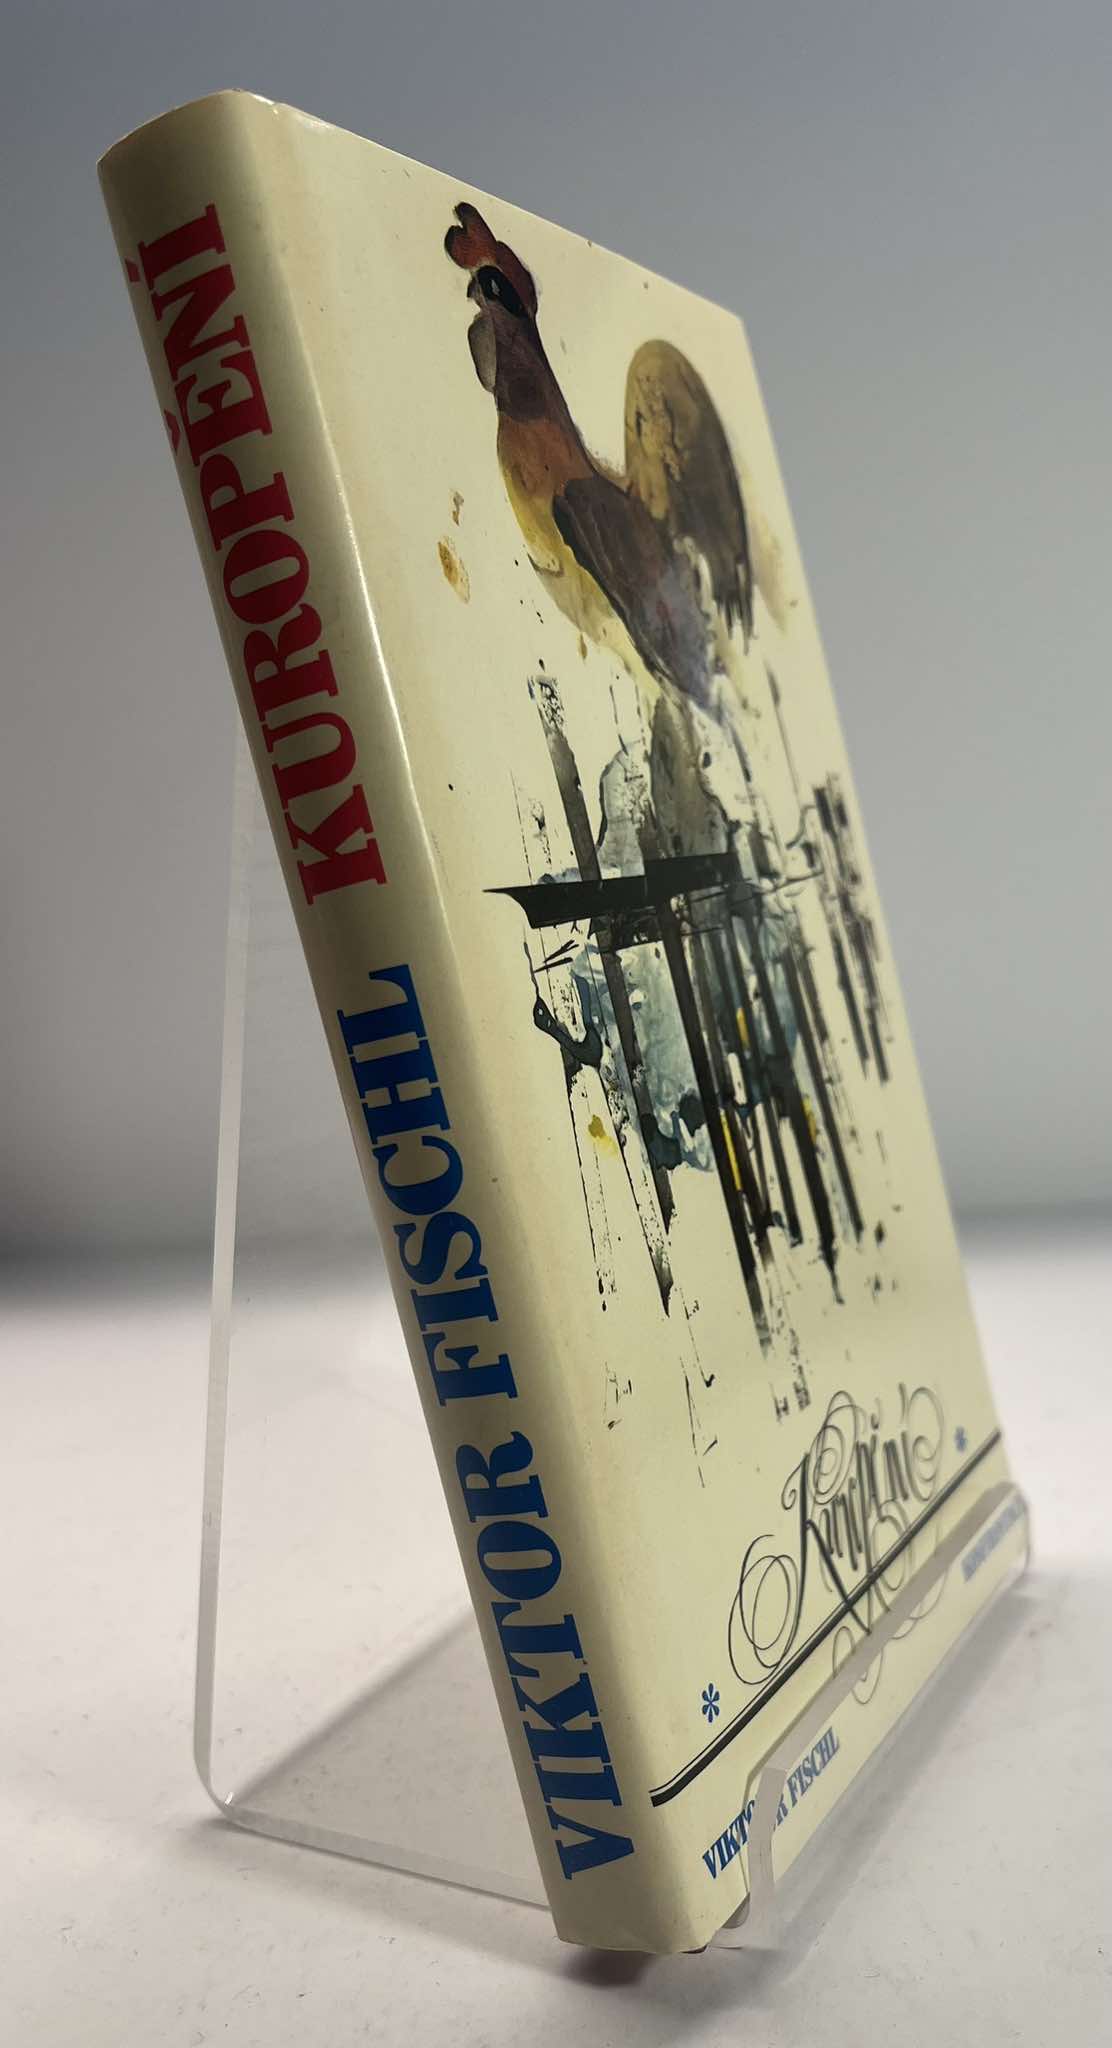 VIKTOR FISCHL KUROPĚNÍ
Kuropění
VIKTOR FISCHL